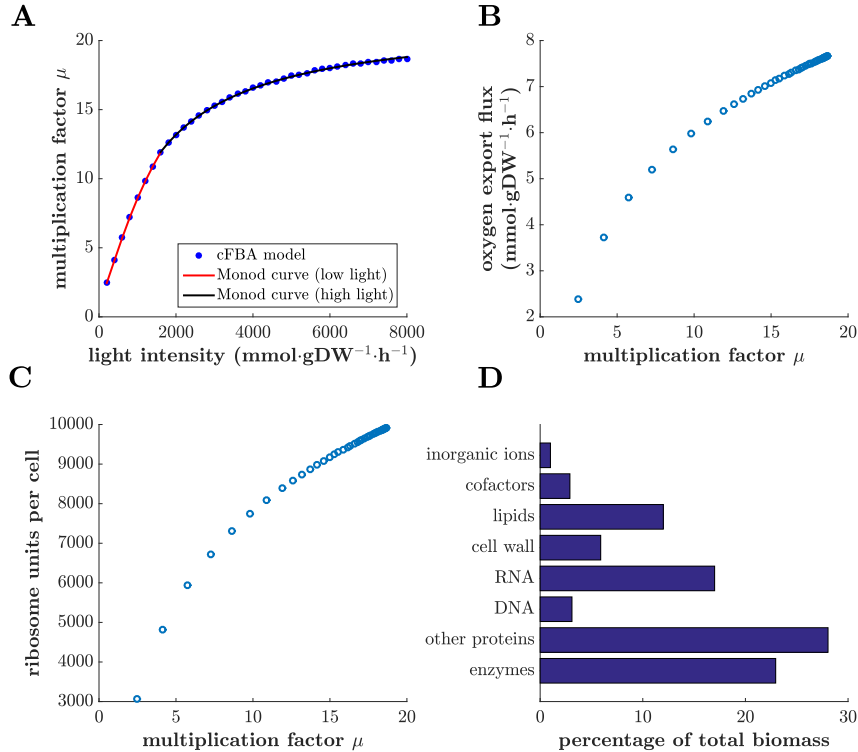 A
multiplication factor μ
20
15
10
5
0
0
2000
4000
6000
8000
cFBA model
Monod curve (low light)
Monod curve (high light)
light intensity (mmol·gDW⁻¹·h⁻¹)
B
oxygen export flux
(mmol·gDW⁻¹·h⁻¹)
8
7
6
5
4
3
2
0
5
10
15
20
multiplication factor μ
C
ribosome units per cell
10000
9000
8000
7000
6000
5000
4000
3000
0
5
10
15
20
multiplication factor μ
D
inorganic ions
cofactors
lipids
cell wall
RNA
DNA
other proteins
enzymes
0
10
20
30
percentage of total biomass